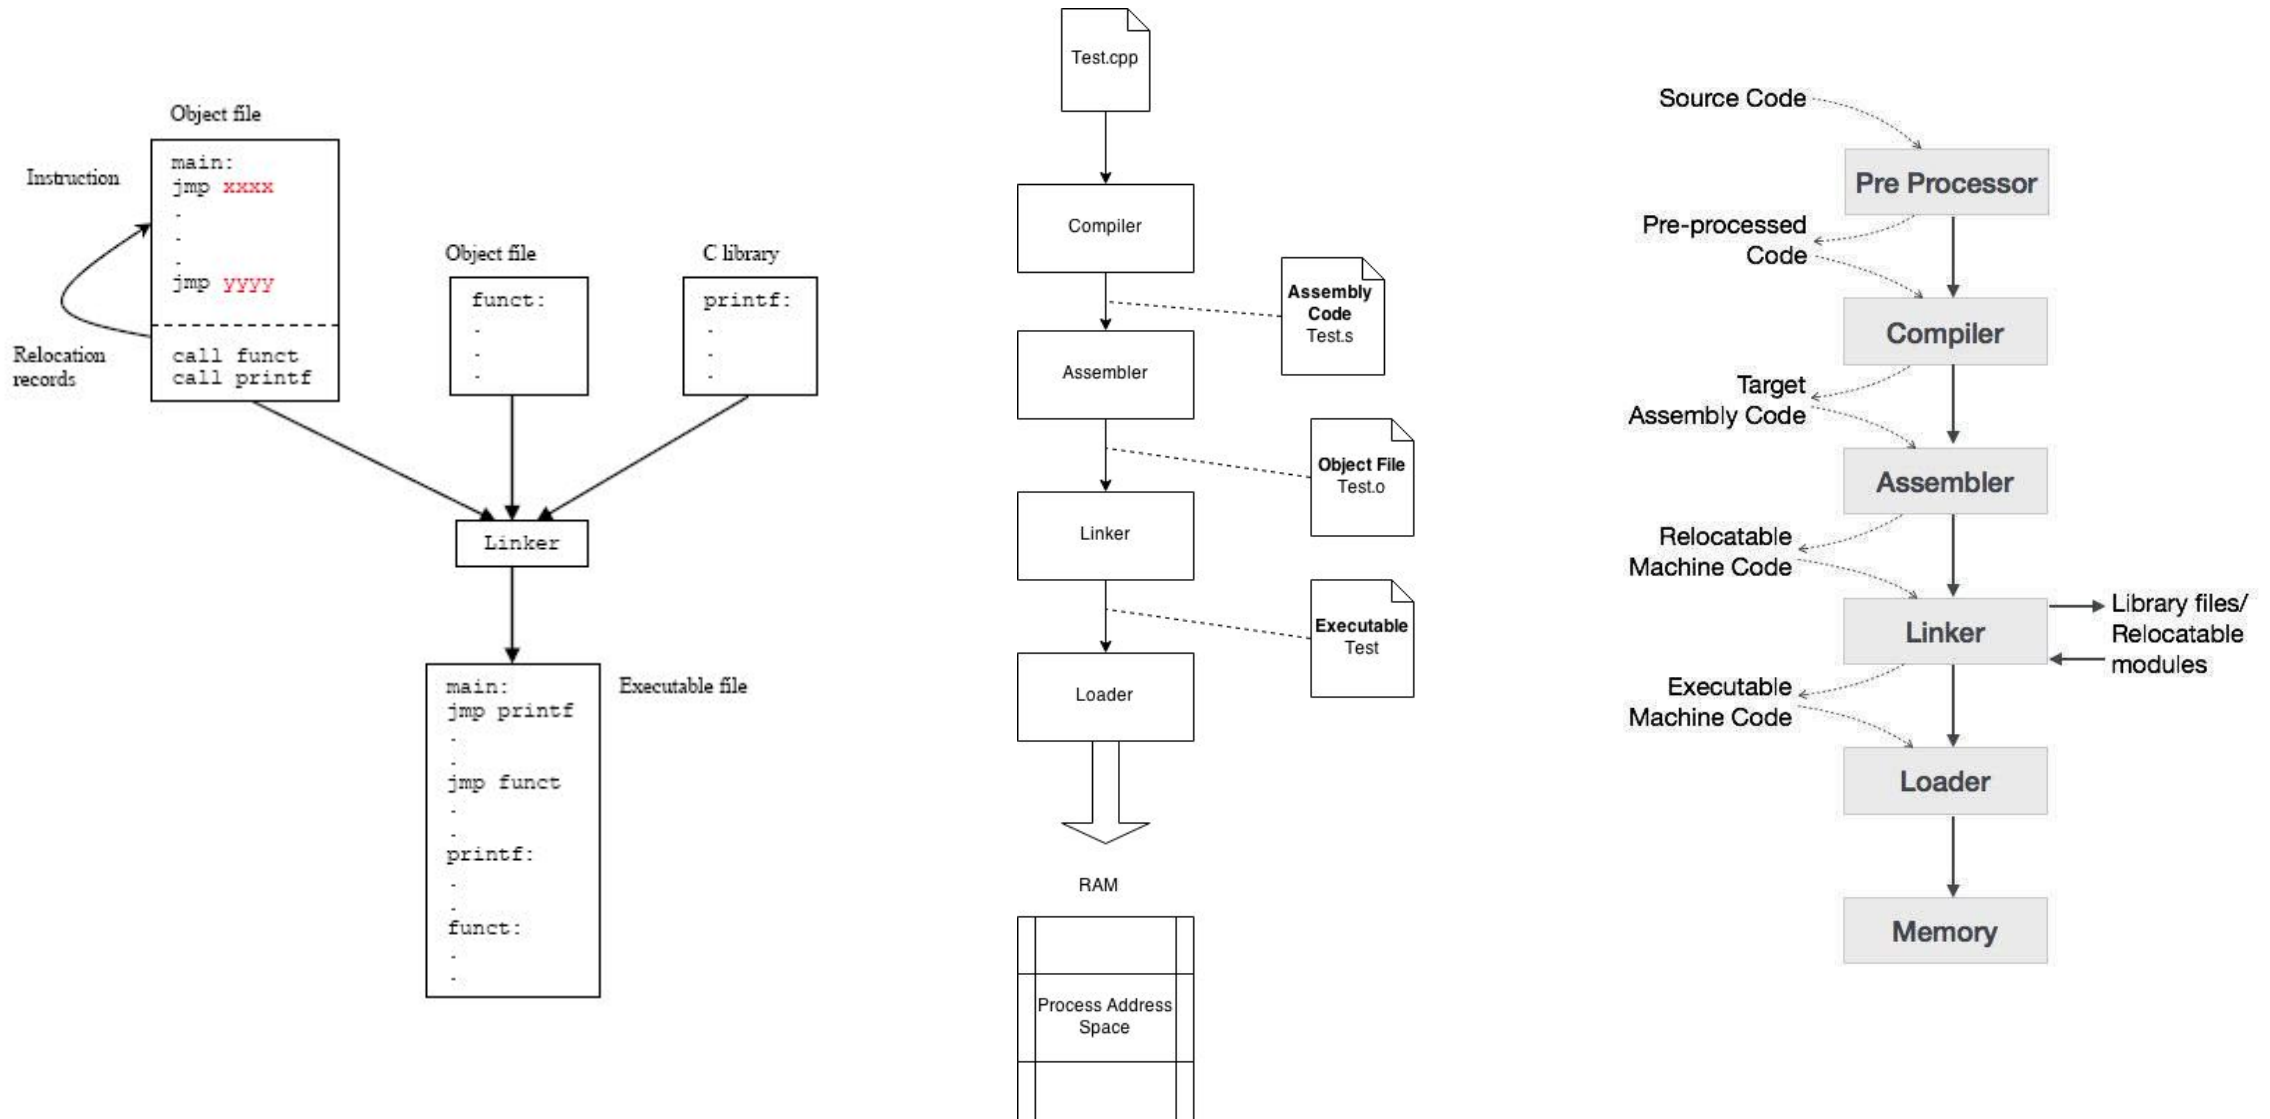 Object file
Instruction
main:
jmp xxxx
.
.
.
jmp yyyy
Relocation
records
call funct
call printf
Object file
funct:
.
.
.
C library
printf:
.
.
.
Linker
Executable file
main:
jmp printf
.
.
jmp funct
.
.
printf:
.
.
funct:
.
.
Test.cpp
Compiler
Assembly
Code
Test.s
Assembler
Object File
Test.o
Linker
Executable
Test
Loader
RAM
Process Address
Space
Source Code
Pre Processor
Pre-processed
Code
Compiler
Target
Assembly Code
Assembler
Relocatable
Machine Code
Linker
Library files/
Relocatable
modules
Executable
Machine Code
Loader
Memory